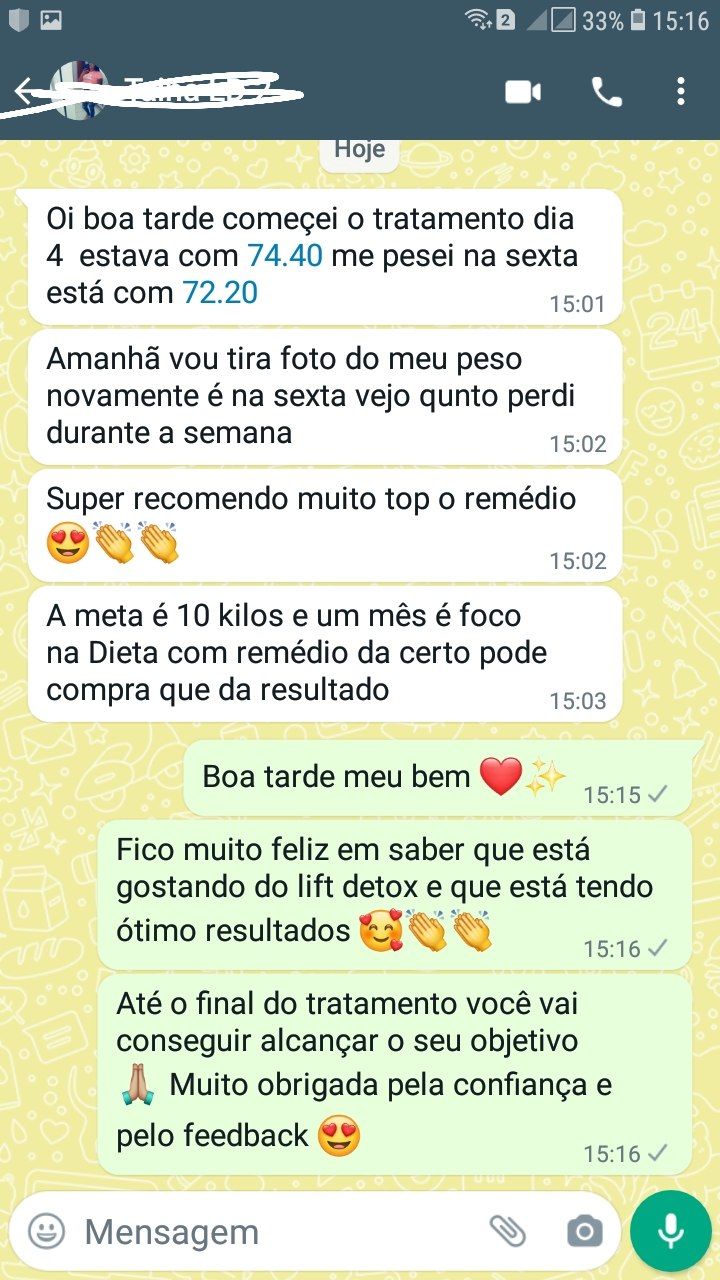 2 33% 15:16
Hoje
Oi boa tarde começei o tratamento dia
4 estava com 74.40 me pesei na sexta
está com 72.20
15:01
Amanhã vou tira foto do meu peso
novamente é na sexta vejo qunto perdi
durante a semana
15:02
Super recomendo muito top o remédio
😍👏👏
15:02
A meta é 10 kilos e um mês é foco
na Dieta com remédio da certo pode
compra que da resultado
15:03
Boa tarde meu bem ❤️✨
15:15
Fico muito feliz em saber que está
gostando do lift detox e que está tendo
ótimo resultados 🥰👏👏
15:16
Até o final do tratamento você vai
conseguir alcançar o seu objetivo
🙏🏼 Muito obrigada pela confiança e
pelo feedback 😍
15:16
Mensagem